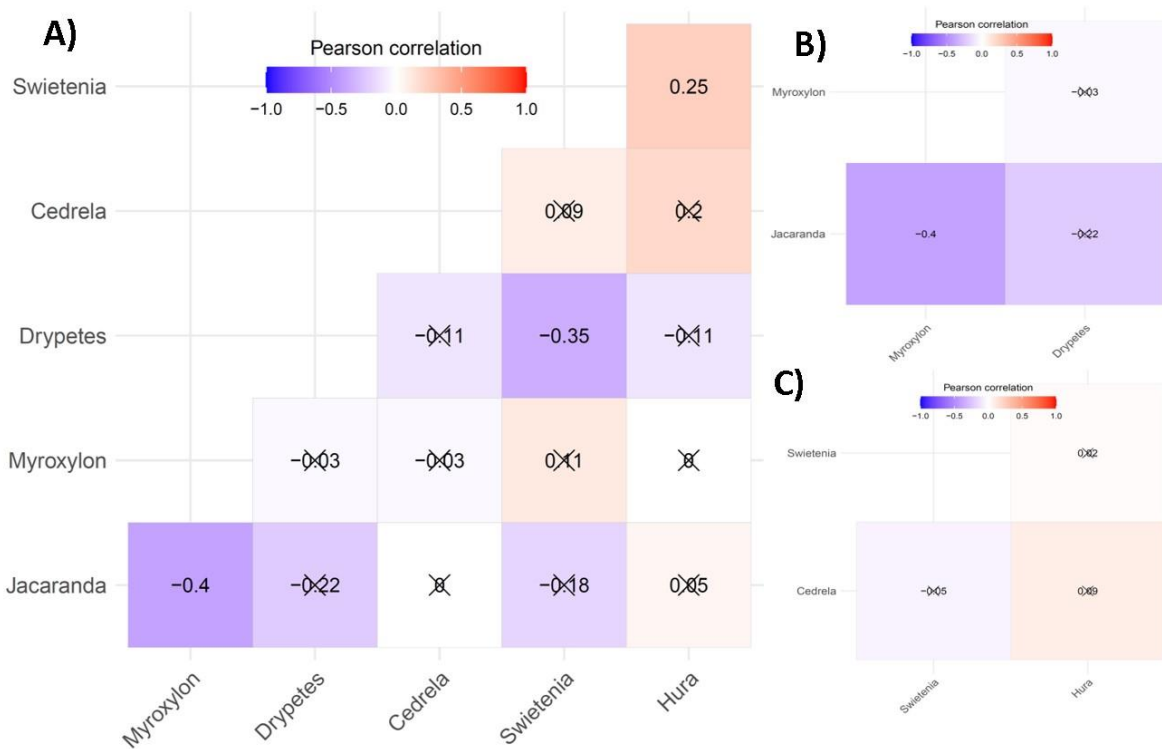 A)
Pearson correlation
−1.0 −0.5 0.0 0.5 1.0
Swietenia
0.25
Cedrela
0.09 0.2
Drypetes
−0.11 −0.35 −0.11
Myroxylon
−0.03 −0.03 0.11 0
Jacaranda
−0.4 −0.22 0 −0.18 0.05
Myroxylon
Drypetes
Cedrela
Swietenia
Hura
B)
Pearson correlation
−1.0 −0.5 0.0 0.5 1.0
Myroxylon
−0.03
Jacaranda
−0.4 −0.22
Myroxylon
Drypetes
C)
Pearson correlation
−1.0 −0.5 0.0 0.5 1.0
Swietenia
0.02
Cedrela
−0.05 0.09
Swietenia
Hura